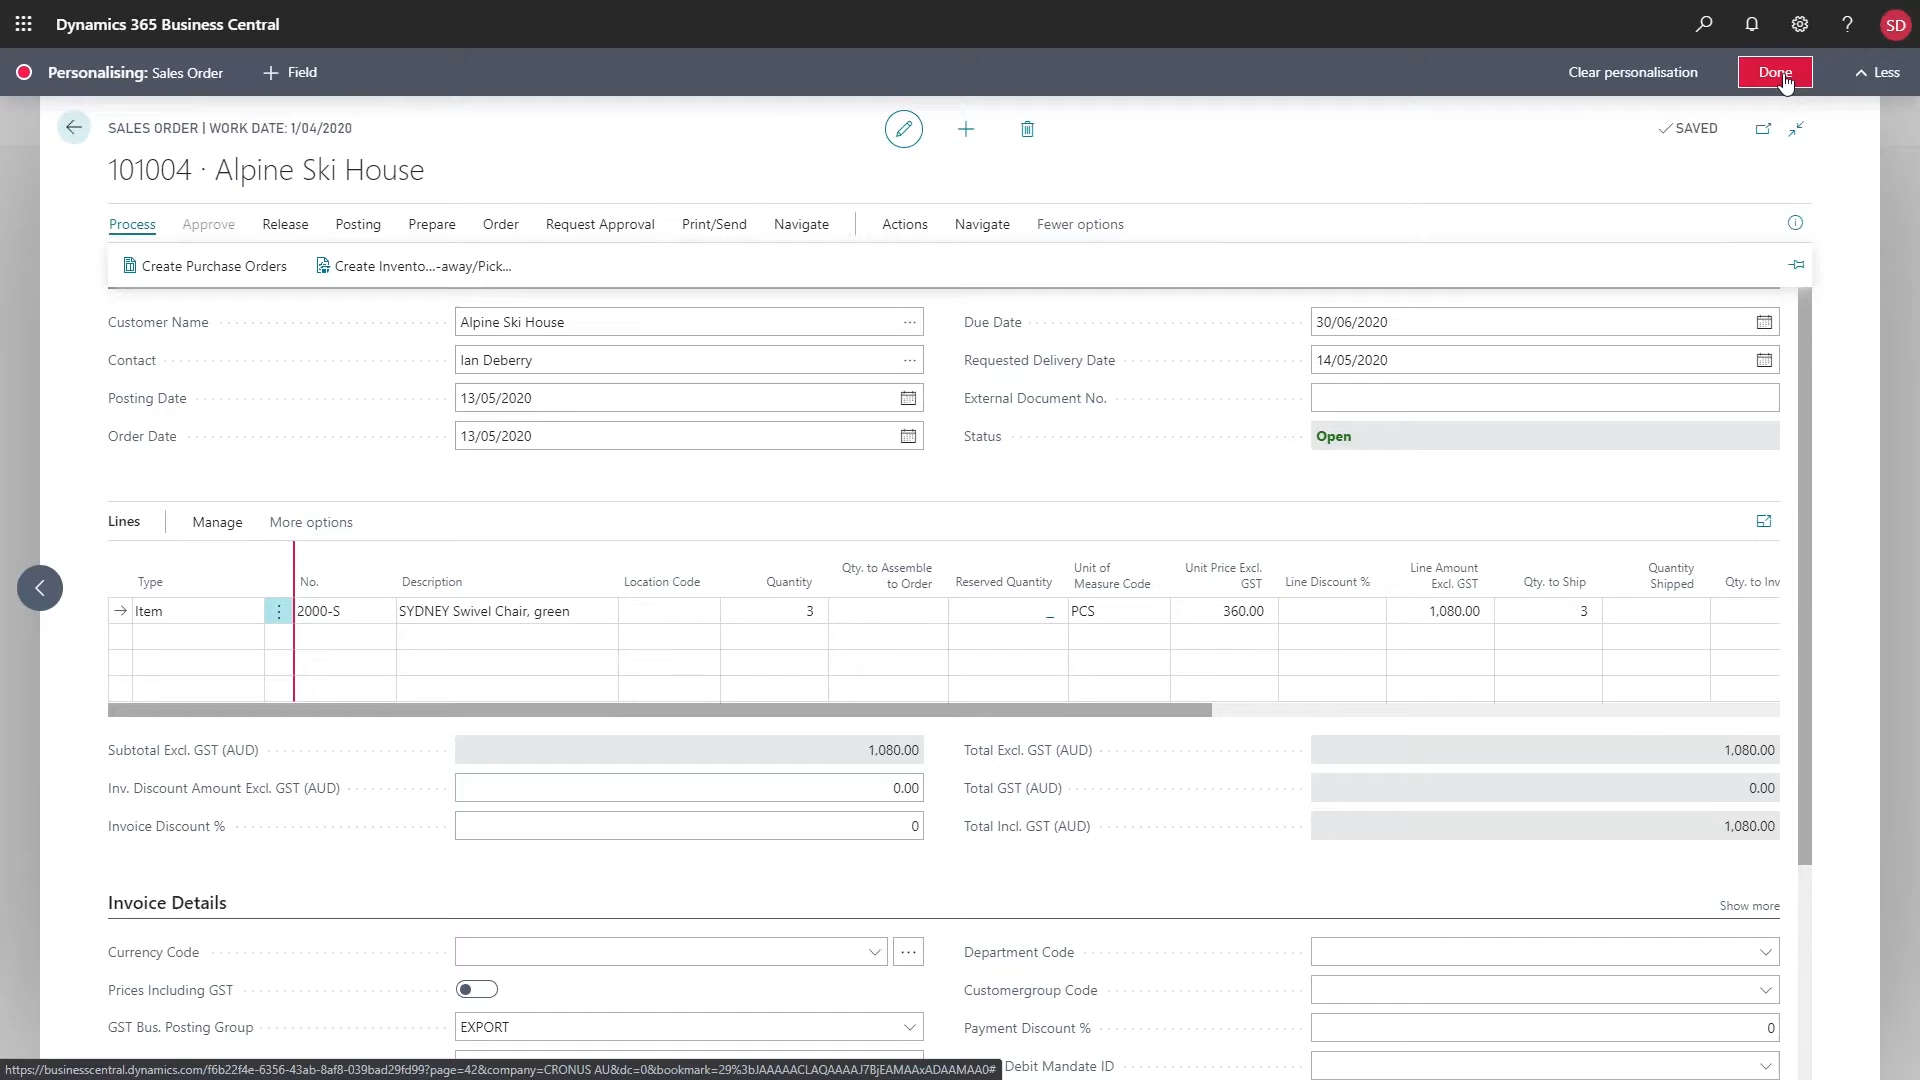 Dynamics 365 Business Central
?
SD
Personalising: Sales Order
Field
Clear personalisation
Done
Less
SALES ORDER | WORK DATE: 1/04/2020
SAVED
101004 · Alpine Ski House
Process
Approve
Release
Posting
Prepare
Order
Request Approval
Print/Send
Navigate
Actions
Navigate
Fewer options
Create Purchase Orders
Create Invento...-away/Pick...
Customer Name
Alpine Ski House
Due Date
30/06/2020
Contact
Ian Deberry
Requested Delivery Date
14/05/2020
Posting Date
13/05/2020
External Document No.
Order Date
13/05/2020
Status
Open
Lines
Manage
More options
Type
No.
Description
Location Code
Quantity
Qty. to Assemble
to Order
Reserved Quantity
Unit of
Measure Code
Unit Price Excl.
GST
Line Discount %
Line Amount
Excl. GST
Qty. to Ship
Quantity
Shipped
Qty. to Inv
Item
2000-S
SYDNEY Swivel Chair, green
3
_
PCS
360.00
1,080.00
3
Subtotal Excl. GST (AUD)
1,080.00
Total Excl. GST (AUD)
1,080.00
Inv. Discount Amount Excl. GST (AUD)
0.00
Total GST (AUD)
0.00
Invoice Discount %
0
Total Incl. GST (AUD)
1,080.00
Invoice Details
Show more
Currency Code
Department Code
Prices Including GST
Customergroup Code
GST Bus. Posting Group
EXPORT
Payment Discount %
0
Debit Mandate ID
https://businesscentral.dynamics.com/f6b22f4e-6356-43ab-8af8-039bad29fd99?page=42&company=CRONUS AU&dc=0&bookmark=29%3bJAAAAACLAQAAAAJ7BjEAMAAxADAAMAA0#